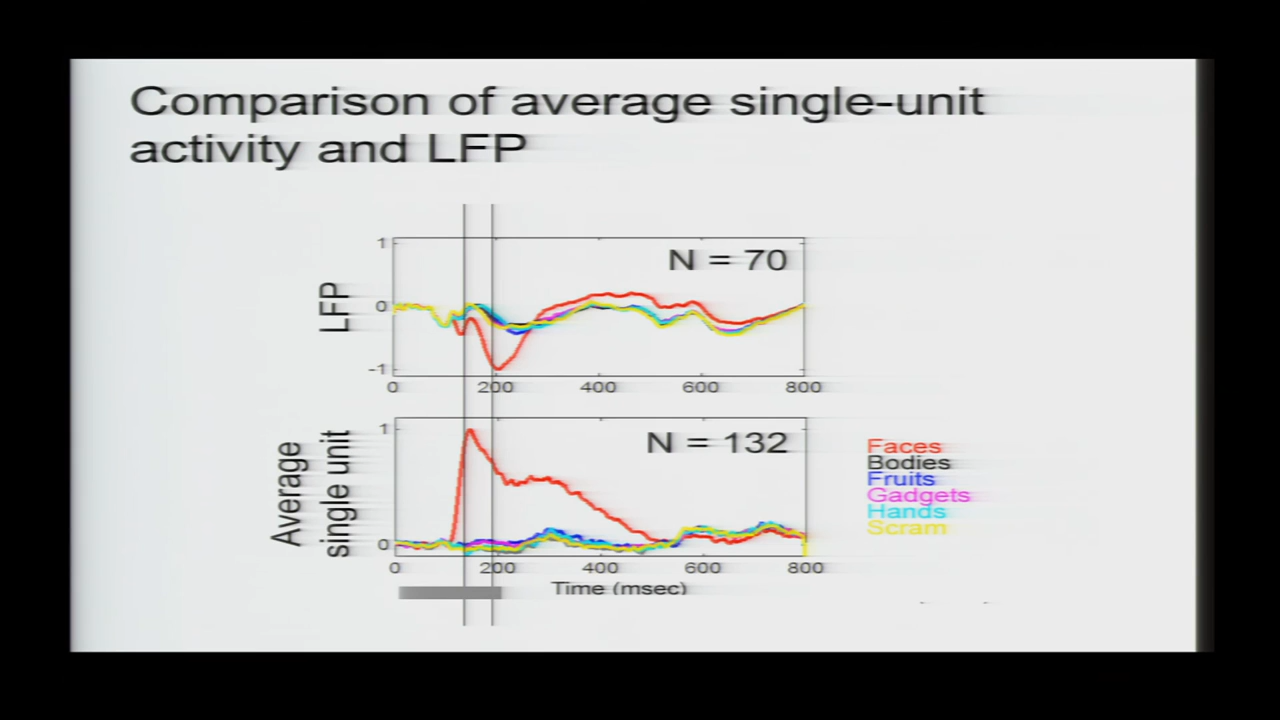 Comparison of average single-unit
activity and LFP
N = 70
LFP
1
0
-1
0 200 400 600 800
N = 132
Average
single unit
1
0
0 200 400 600 800
Time (msec)
Faces
Bodies
Fruits
Gadgets
Hands
Scram